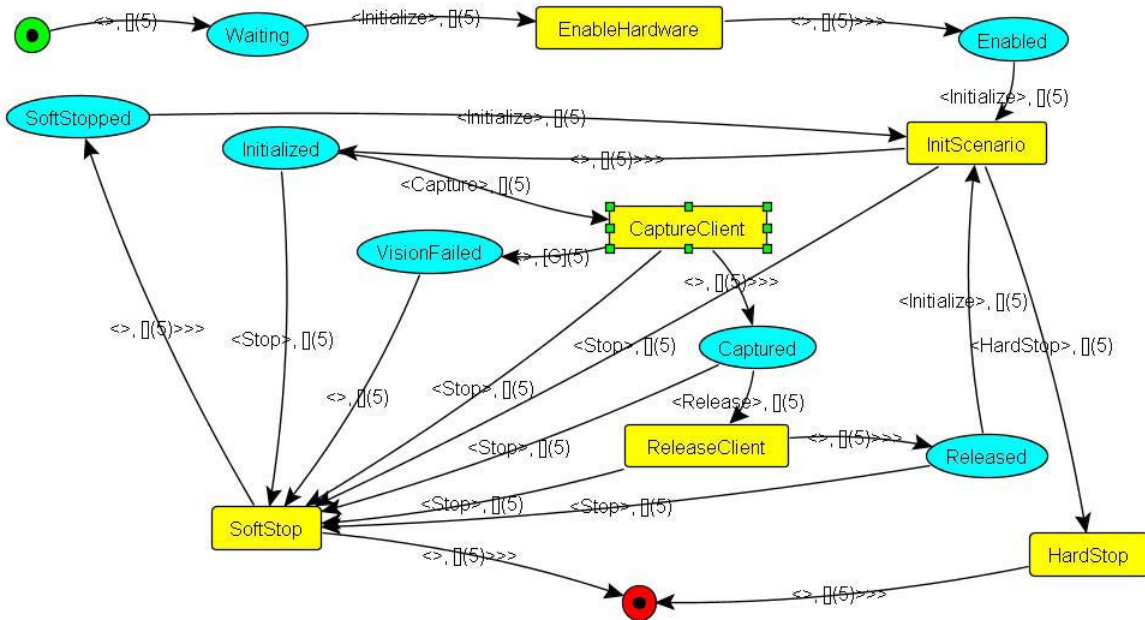 <>, [](5)
Waiting
<Initialize>, [](5)
EnableHardware
<>, [](5)>>>
Enabled
<Initialize>, [](5)
SoftStopped
<Initialize>, [](5)
InitScenario
Initialized
<>, [](5)>>>
<Capture>, [](5)
CaptureClient
VisionFailed
<>, [G](5)
<>, [](5)>>>
<Initialize>, [](5)
<>, [](5)>>>
<Stop>, [](5)
<Stop>, [](5)
Captured
<HardStop>, [](5)
<Stop>, [](5)
<>, [](5)
<Release>, [](5)
<Stop>, [](5)
ReleaseClient
<>, [](5)>>>
Released
<Stop>, [](5)
<Stop>, [](5)
SoftStop
<>, [](5)>>>
HardStop
<>, [](5)>>>